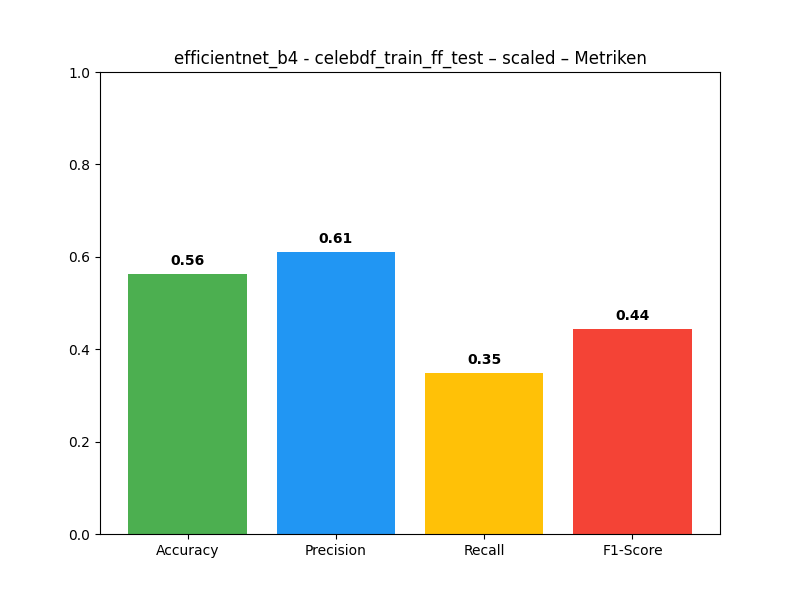 efficientnet_b4 - celebdf_train_ff_test – scaled – Metriken
1.0
0.8
0.6
0.4
0.2
0.0
0.56
0.61
0.35
0.44
Accuracy
Precision
Recall
F1-Score